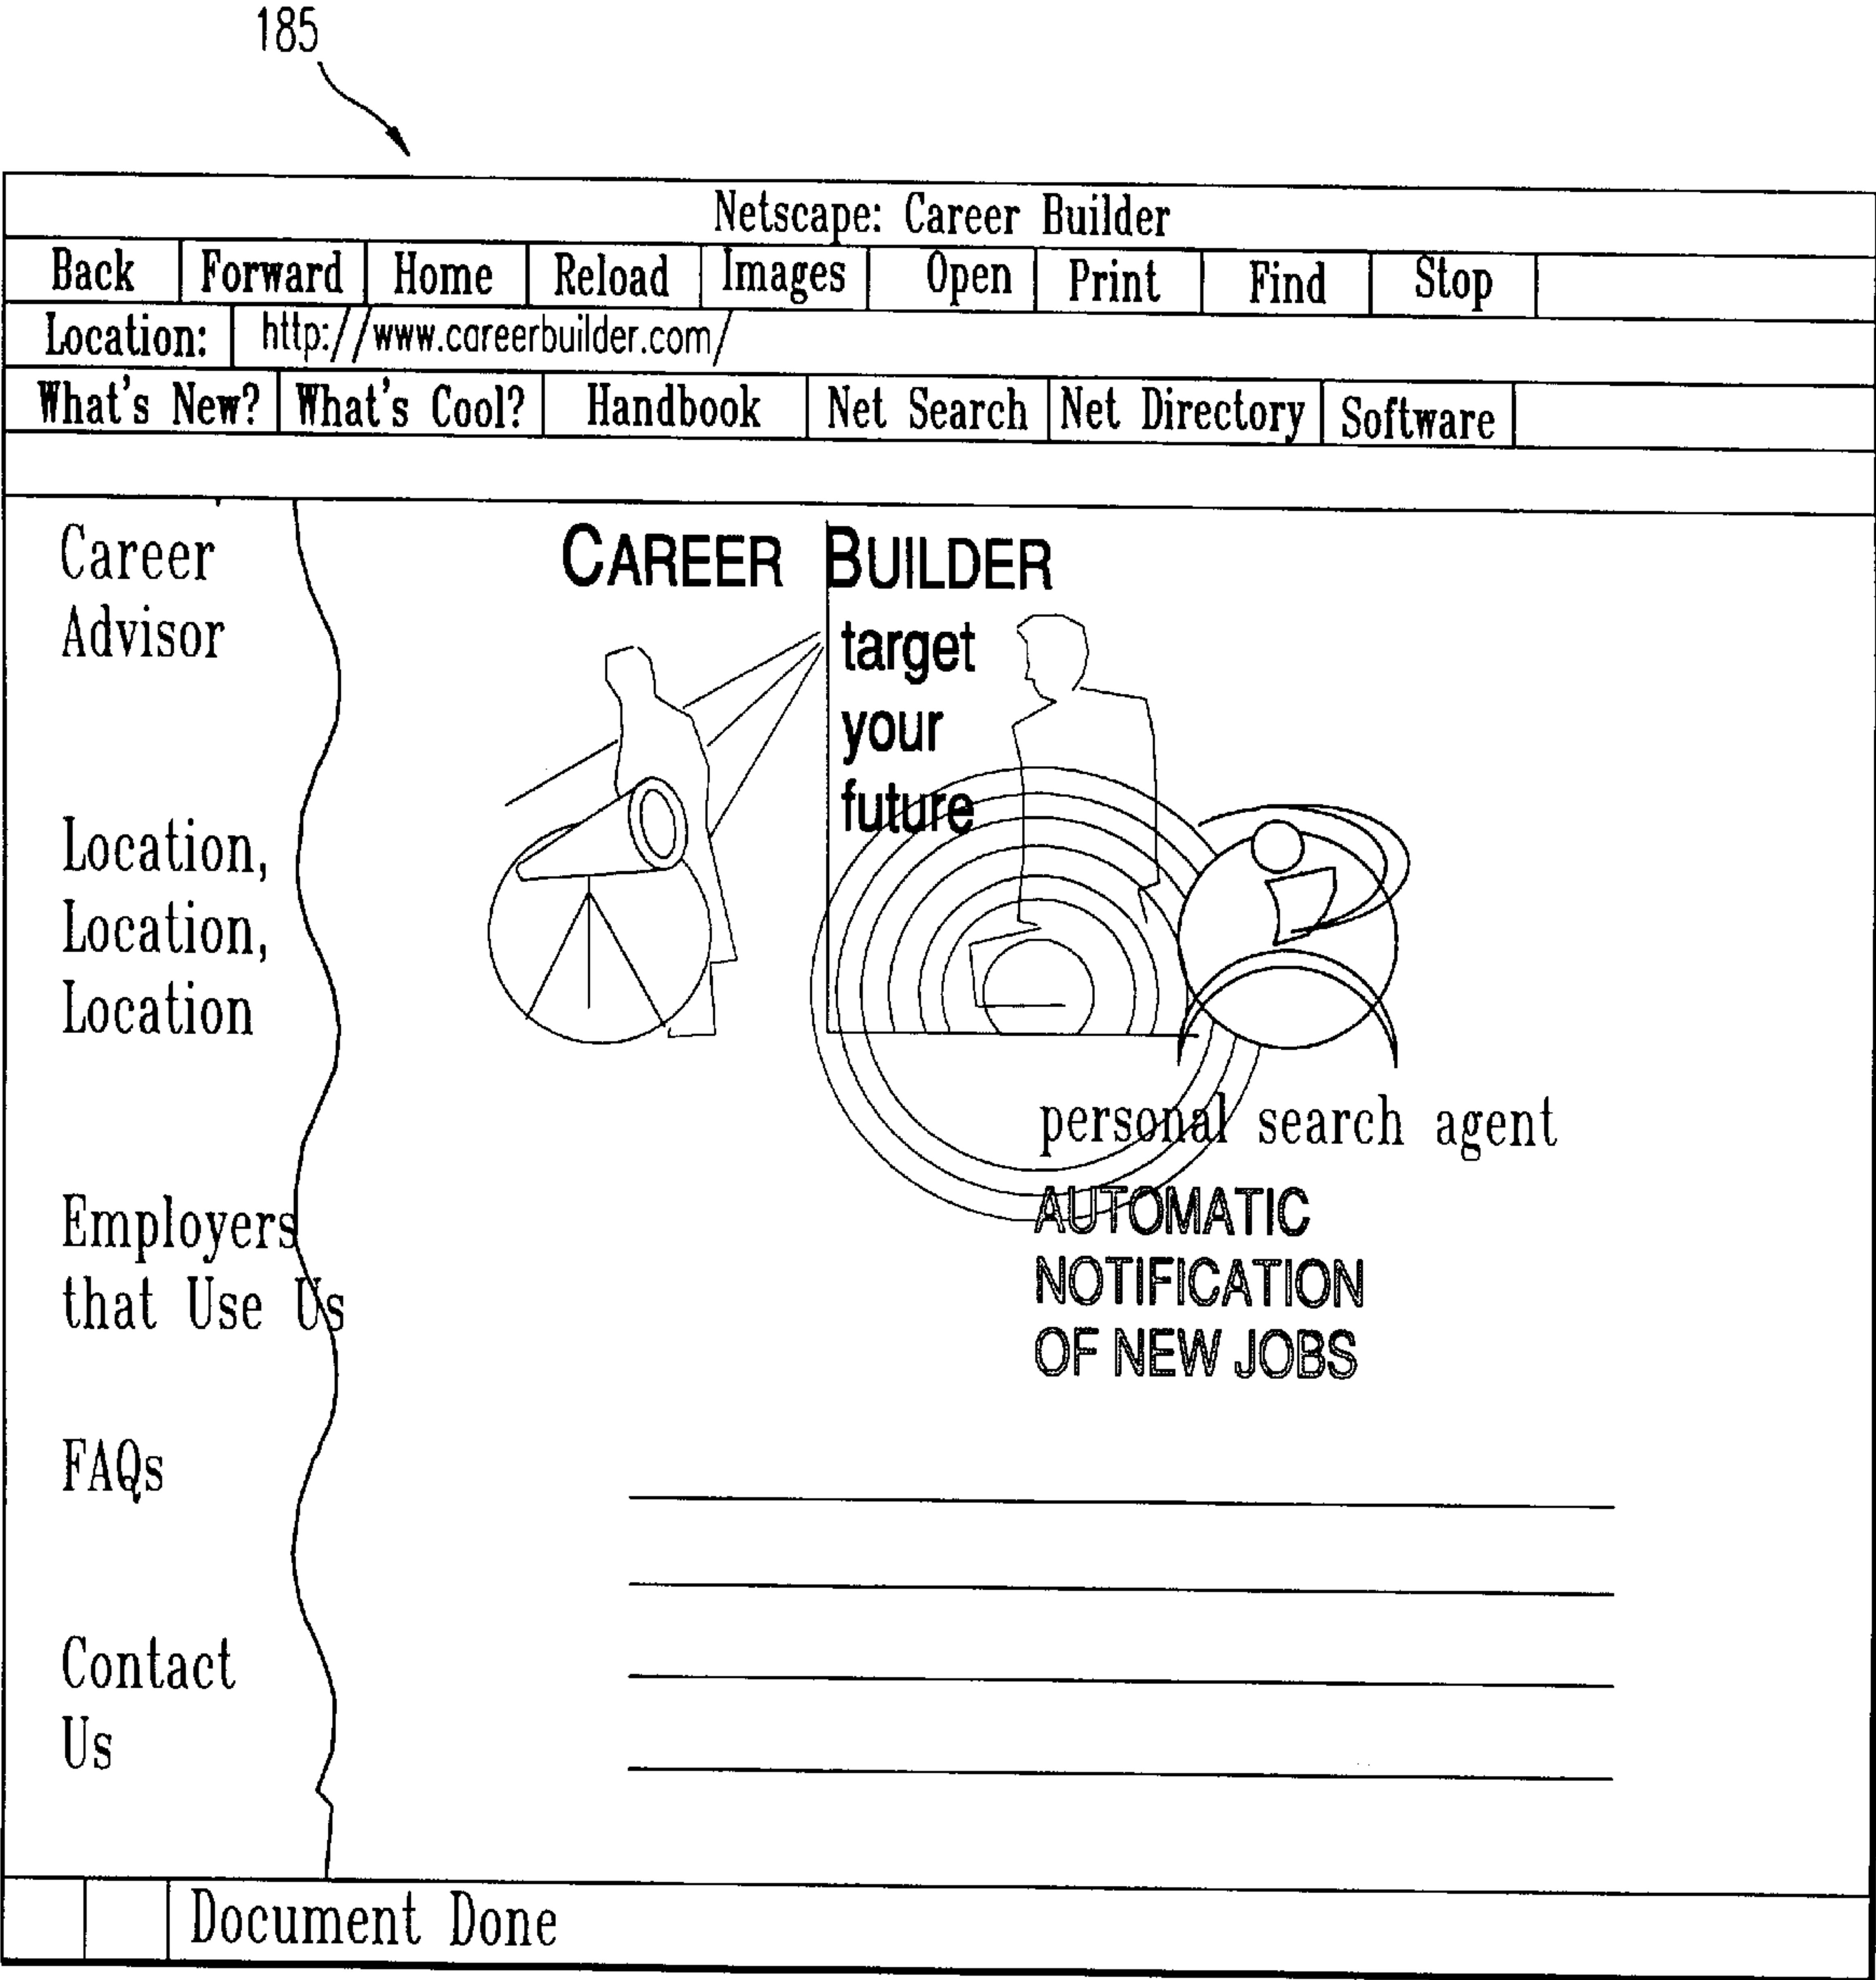 185
Netscape: Career Builder
Back Forward Home Reload Images Open Print Find Stop
Location: http://www.careerbuilder.com/
What's New? What's Cool? Handbook Net Search Net Directory Software
Career
Advisor
Location,
Location,
Location
Employers
that Use Us
FAQs
Contact
Us
CAREER BUILDER
target
your
future
personal search agent
AUTOMATIC
NOTIFICATION
OF NEW JOBS
Document Done